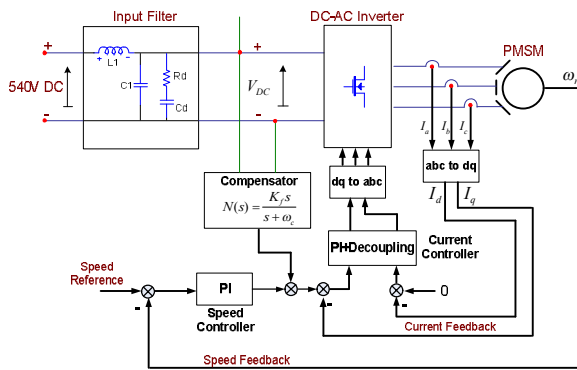 Input Filter
DC-AC Inverter
PMSM
+
+ L1 -
+
540V DC
C1
Rd
Cd
V_DC
ω_r
-
-
I_a
I_b
I_c
abc to dq
I_d
I_q
dq to abc
Compensator
N(s) = K_f s / s + ω_c
PI+Decoupling
Current
Controller
Speed
Reference
PI
Speed
Controller
-
-
-
0
Current Feedback
Speed Feedback